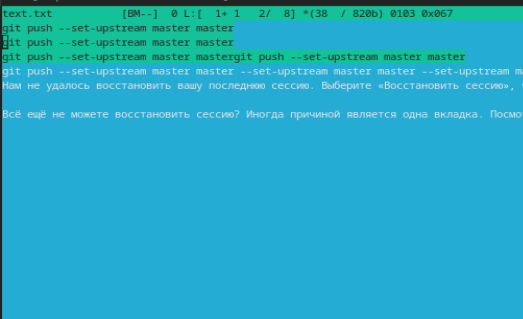 text.txt [BM--] 0 L:[ 1+ 1 2/ 8] *(38 / 820b) 0103 0x067
git push --set-upstream master master
git push --set-upstream master master
git push --set-upstream master mastergit push --set-upstream master master
git push --set-upstream master master --set-upstream master master --set-upstream
Нам не удалось восстановить вашу последнюю сессию. Выберите «Восстановить сессию»,
Всё ещё не можете восстановить сессию? Иногда причиной является одна вкладка.